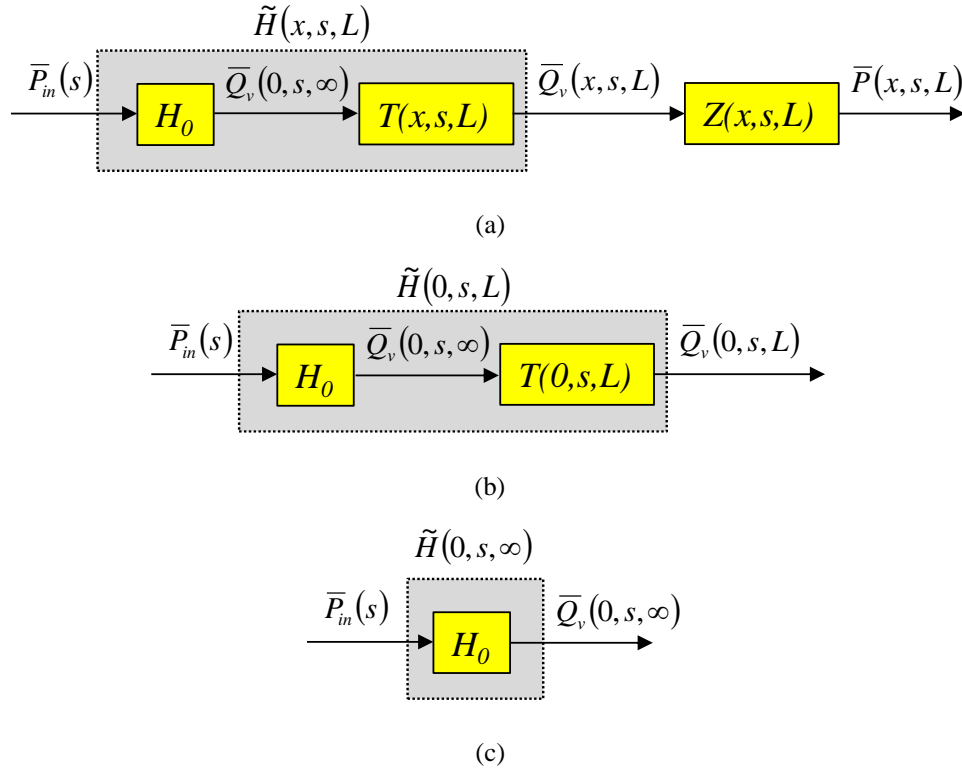 H̃(x, s, L)
P̅in(s)
H0
Q̅v(0, s, ∞)
T(x,s,L)
Q̅v(x, s, L)
Z(x,s,L)
P̅(x, s, L)
(a)
H̃(0, s, L)
P̅in(s)
H0
Q̅v(0, s, ∞)
T(0,s,L)
Q̅v(0, s, L)
(b)
H̃(0, s, ∞)
P̅in(s)
H0
Q̅v(0, s, ∞)
(c)